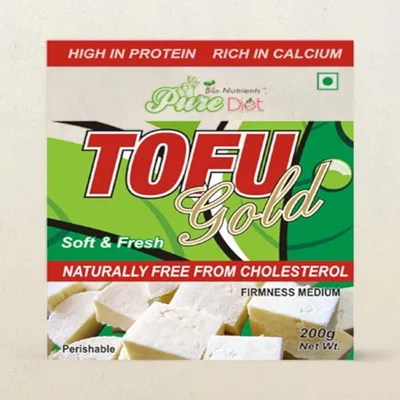 HIGH IN PROTEIN RICH IN CALCIUM
Bio Nutrients™
Pure Diet
TOFU
Gold
Soft & Fresh
NATURALLY FREE FROM CHOLESTEROL
FIRMNESS MEDIUM
200g
Perishable Net Wt.